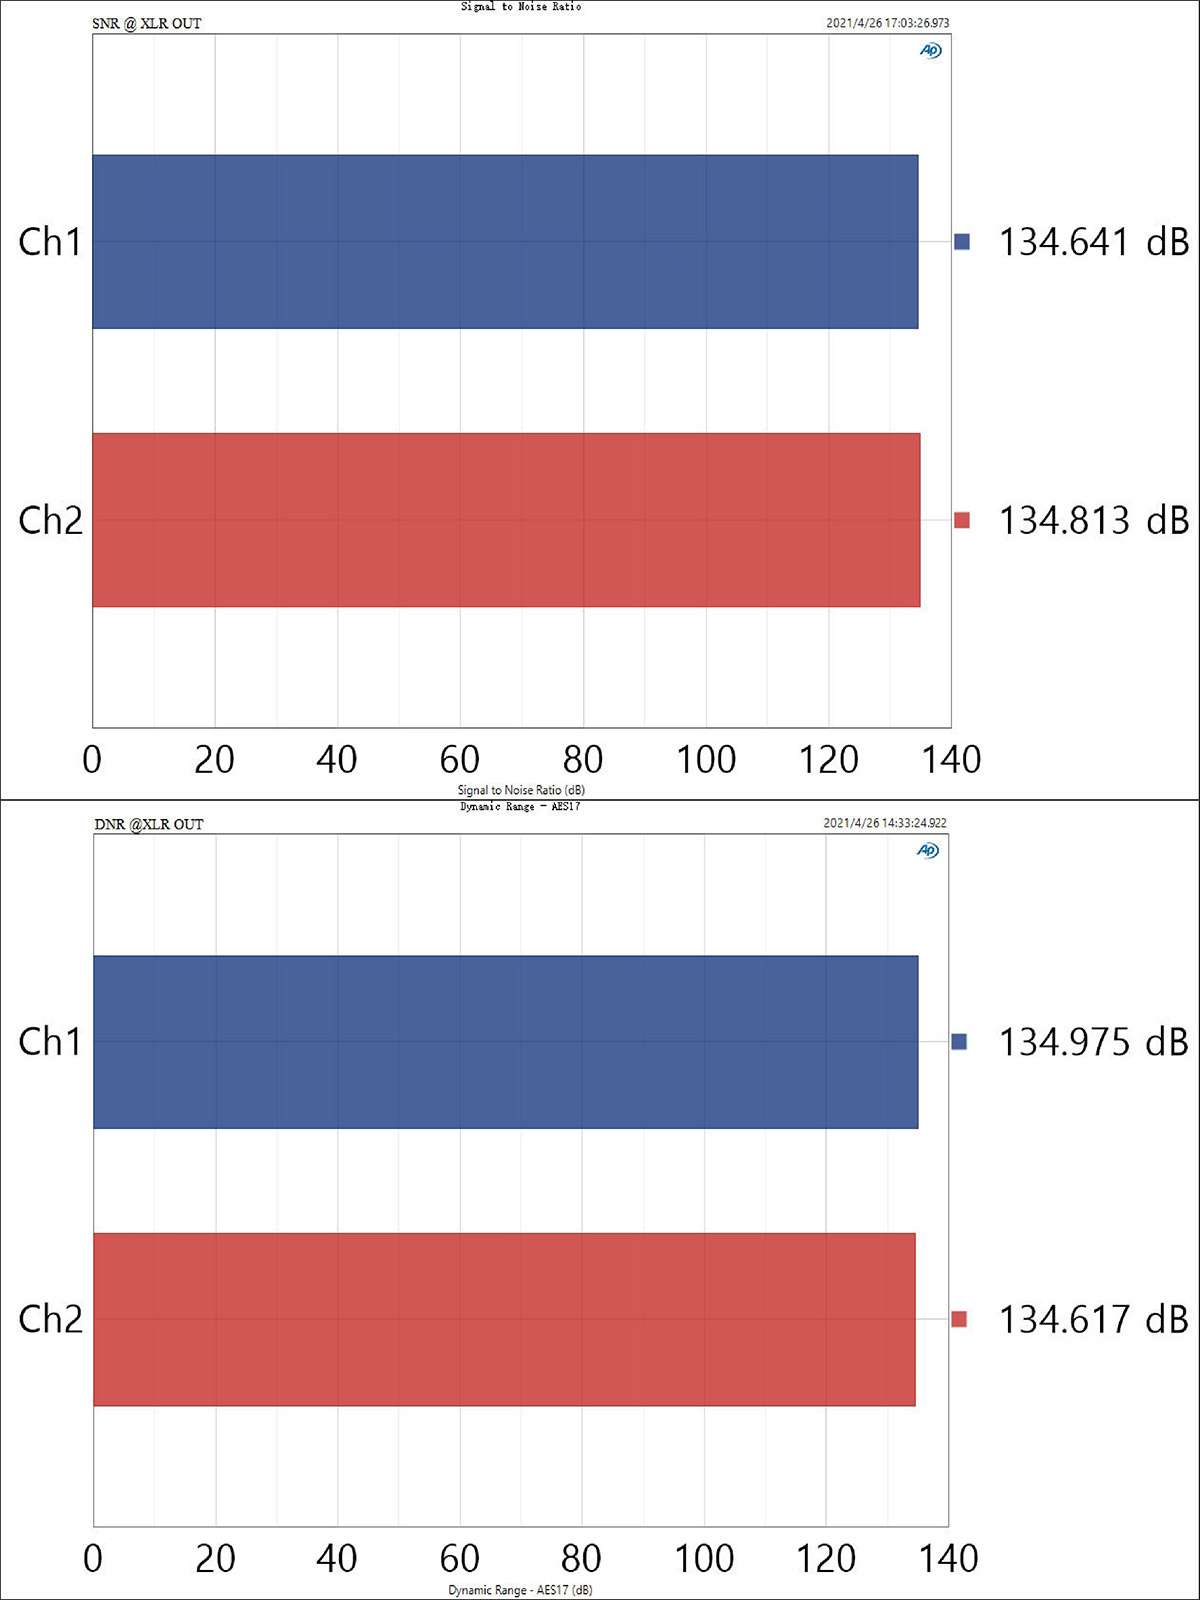 Signal to Noise Ratio
SNR @ XLR OUT 2021/4/26 17:03:26.973
AP
Ch1 134.641 dB
Ch2 134.813 dB
0 20 40 60 80 100 120 140
Signal to Noise Ratio (dB)
Dynamic Range - AES17
DNR @XLR OUT 2021/4/26 14:33:24.922
AP
Ch1 134.975 dB
Ch2 134.617 dB
0 20 40 60 80 100 120 140
Dynamic Range - AES17 (dB)